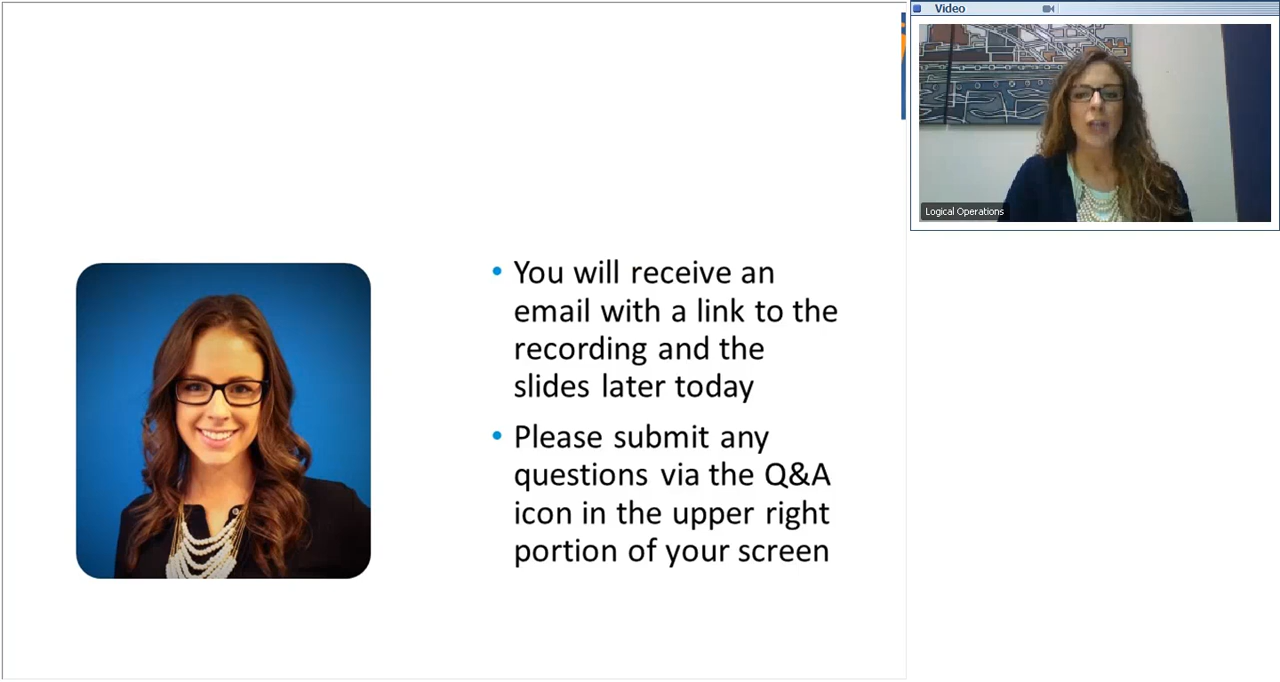 Video
Logical Operations
• You will receive an
email with a link to the
recording and the
slides later today
• Please submit any
questions via the Q&A
icon in the upper right
portion of your screen